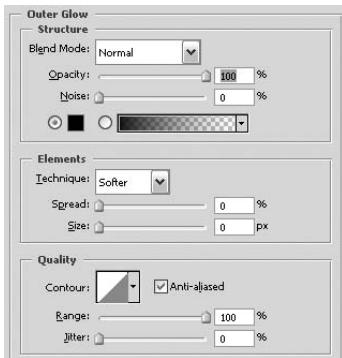 Outer Glow
Structure
Blend Mode: Normal
Opacity: 100 %
Noise: 0 %
Elements
Technique: Softer
Spread: 0 %
Size: 0 px
Quality
Contour: Anti-aliased
Range: 100 %
Jitter: 0 %